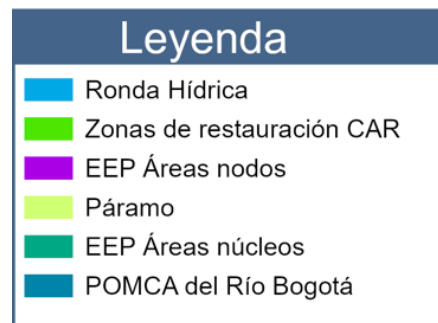 Leyenda
Ronda Hídrica
Zonas de restauración CAR
EEP Áreas nodos
Páramo
EEP Áreas núcleos
POMCA del Río Bogotá